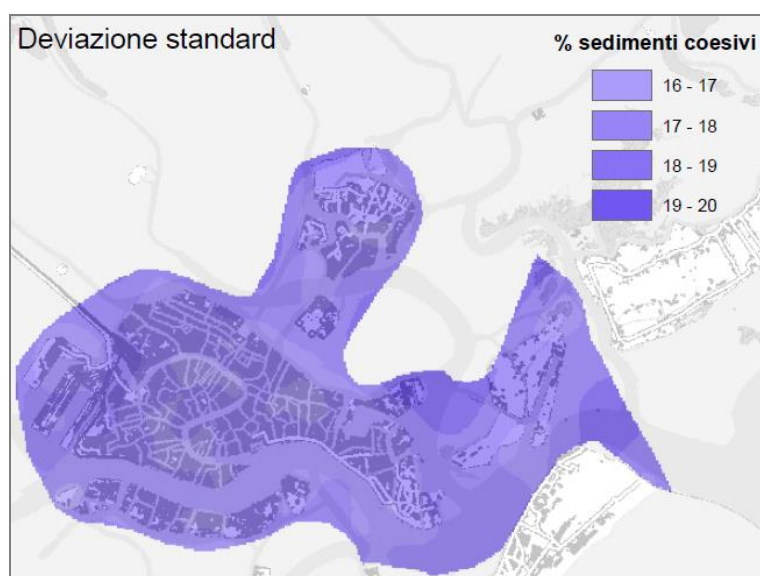 Deviazione standard
% sedimenti coesivi
16 - 17
17 - 18
18 - 19
19 - 20